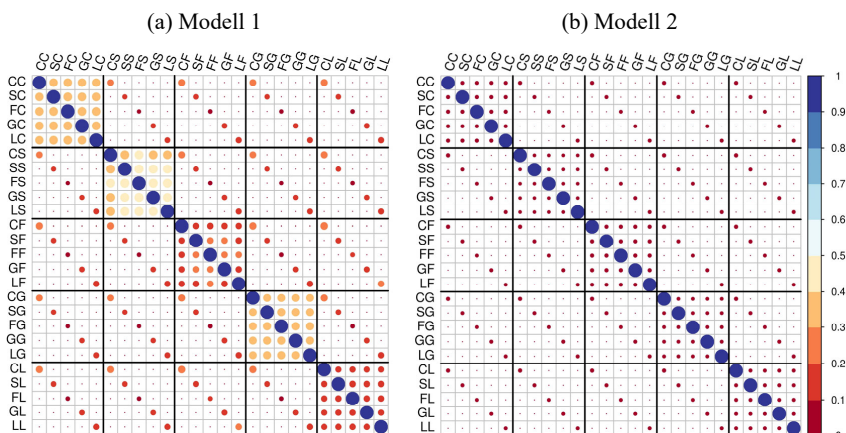 (a) Modell 1
(b) Modell 2
CC SC FC GC LC CS SS FS GS LS CF SF FF GF LF CG SG FG GG LG CL SL FL GL LL
CC
SC
FC
GC
LC
CS
SS
FS
GS
LS
CF
SF
FF
GF
LF
CG
SG
FG
GG
LG
CL
SL
FL
GL
LL
CC SC FC GC LC CS SS FS GS LS CF SF FF GF LF CG SG FG GG LG CL SL FL GL LL
CC
SC
FC
GC
LC
CS
SS
FS
GS
LS
CF
SF
FF
GF
LF
CG
SG
FG
GG
LG
CL
SL
FL
GL
LL
1
0.9
0.8
0.7
0.6
0.5
0.4
0.3
0.2
0.1